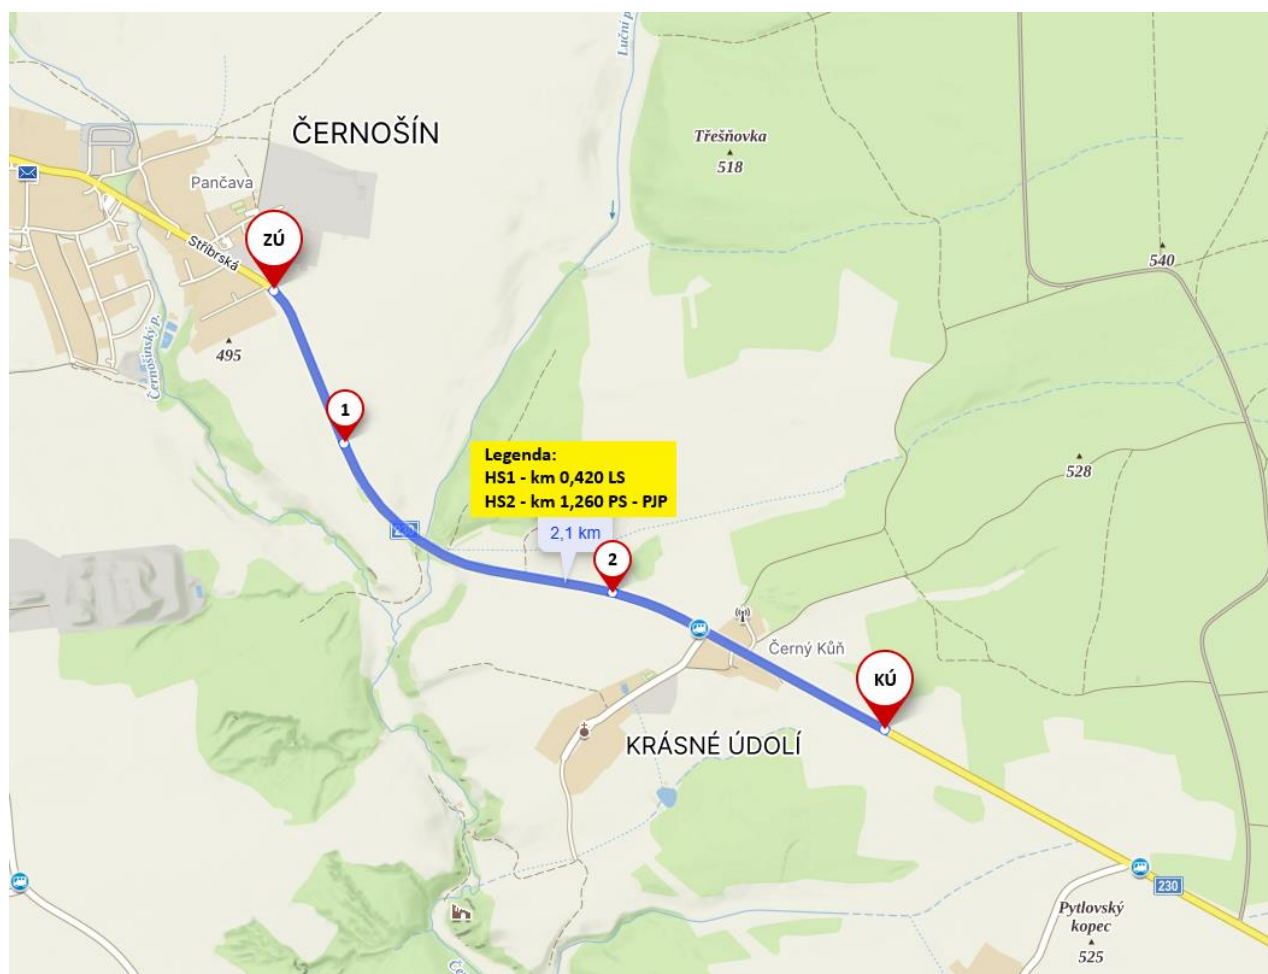 Luční p.
ČERNOŠÍN
Třešňovka
518
Pančava
ZÚ
Stříbrská
540
Černošínský p.
495
1
528
Legenda:
HS1 - km 0,420 LS
HS2 - km 1,260 PS - PJP
2,1 km
2
Černý Kůň
KÚ
KRÁSNÉ ÚDOLÍ
230
Pytlovský
kopec
525